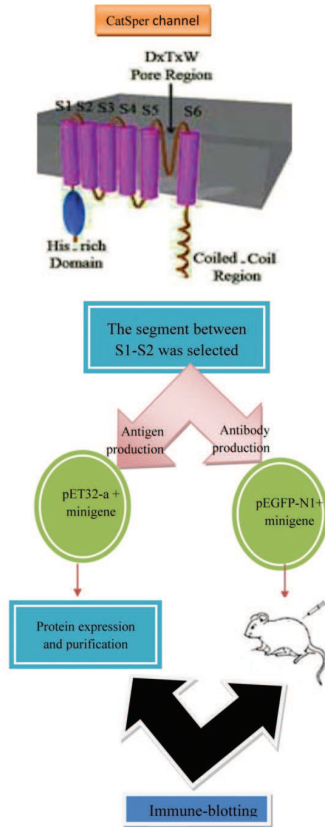 CatSper channel
DxTxW
Pore Region
S1 S2 S3 S4 S5 S6
His-rich
Domain
Coiled-Coil
Region
The segment between
S1-S2 was selected
Antigen
production
Antibody
production
pET32-a +
minigene
pEGFP-N1+
minigene
Protein expression
and purification
Immune-blotting